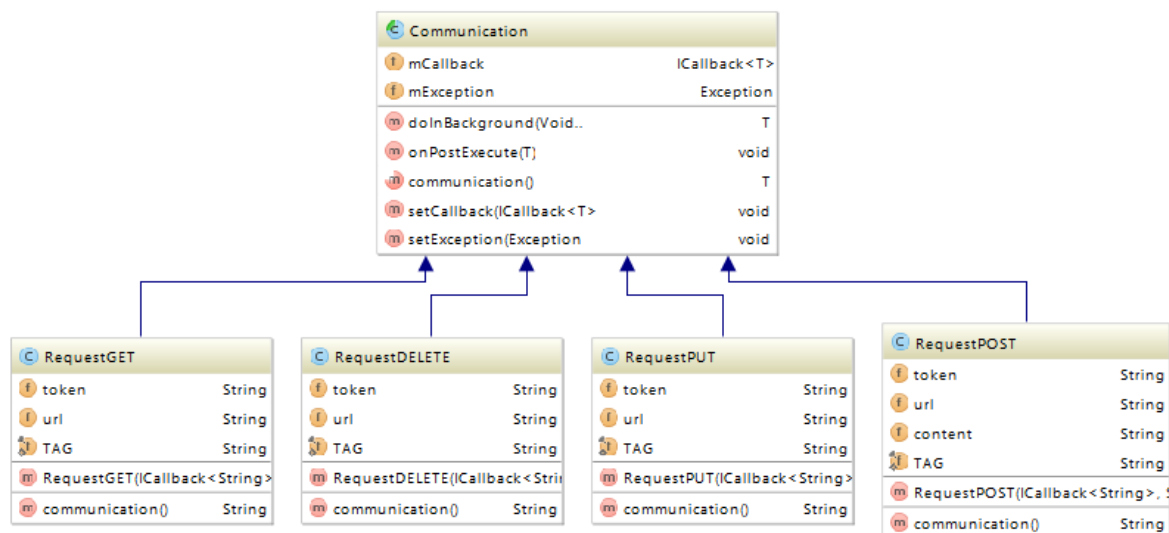 Communication
mCallback ICallback<T>
mException Exception
doInBackground(Void.. T
onPostExecute(T) void
communication() T
setCallback(ICallback<T> void
setException(Exception void
RequestGET
token String
url String
TAG String
RequestGET(ICallback<String>
communication() String
RequestDELETE
token String
url String
TAG String
RequestDELETE(ICallback<Stri
communication() String
RequestPUT
token String
url String
TAG String
RequestPUT(ICallback<String>
communication() String
RequestPOST
token String
url String
content String
TAG String
RequestPOST(ICallback<String>, S
communication() String